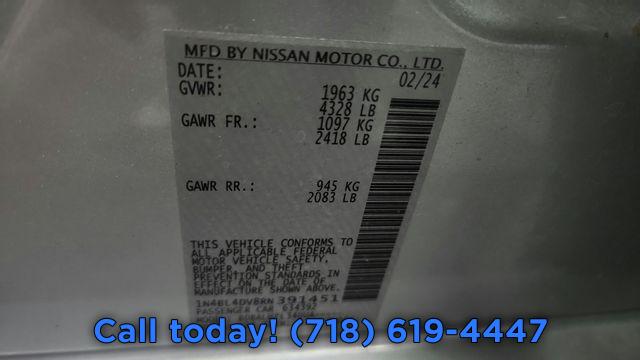 MFD BY NISSAN MOTOR CO., LTD.
DATE: 02/24
GVWR: 1963 KG
4328 LB
GAWR FR.: 1097 KG
2418 LB
GAWR RR.: 945 KG
2083 LB
THIS VEHICLE CONFORMS TO
ALL APPLICABLE FEDERAL
MOTOR VEHICLE SAFETY,
BUMPER, AND THEFT
PREVENTION STANDARDS IN
EFFECT ON THE DATE OF
MANUFACTURE SHOWN ABOVE.
1N4BL4DV8RN391451
PASSENGER CAR
Call today! (718) 619-4447